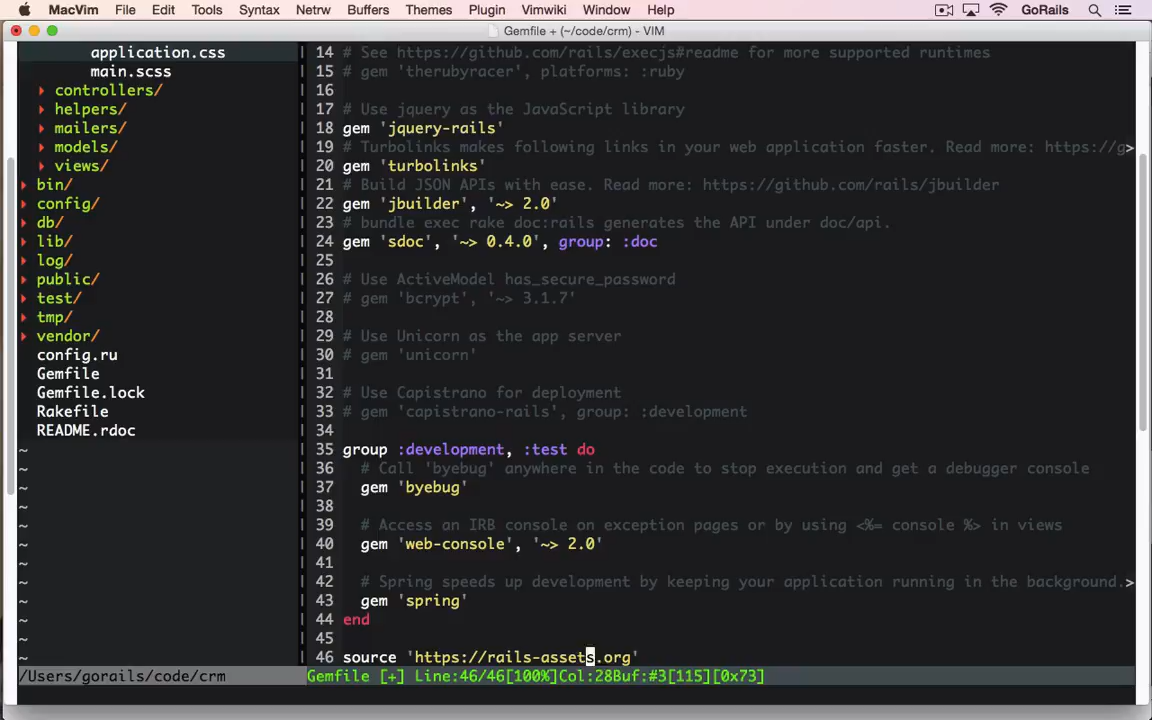 MacVim File Edit Tools Syntax Netrw Buffers Themes Plugin Vimwiki Window Help GoRails
Gemfile + (~/code/crm) - VIM
application.css
main.scss
▸ controllers/
▸ helpers/
▸ mailers/
▸ models/
▸ views/
▸ bin/
▸ config/
▸ db/
▸ lib/
▸ log/
▸ public/
▸ test/
▸ tmp/
▸ vendor/
config.ru
Gemfile
Gemfile.lock
Rakefile
README.rdoc
~
~
~
~
~
~
~
~
~
~
~
~
/Users/gorails/code/crm
14 # See https://github.com/rails/execjs#readme for more supported runtimes
15 # gem 'therubyracer', platforms: :ruby
16
17 # Use jquery as the JavaScript library
18 gem 'jquery-rails'
19 # Turbolinks makes following links in your web application faster. Read more: https://g>
20 gem 'turbolinks'
21 # Build JSON APIs with ease. Read more: https://github.com/rails/jbuilder
22 gem 'jbuilder', '~> 2.0'
23 # bundle exec rake doc:rails generates the API under doc/api.
24 gem 'sdoc', '~> 0.4.0', group: :doc
25
26 # Use ActiveModel has_secure_password
27 # gem 'bcrypt', '~> 3.1.7'
28
29 # Use Unicorn as the app server
30 # gem 'unicorn'
31
32 # Use Capistrano for deployment
33 # gem 'capistrano-rails', group: :development
34
35 group :development, :test do
36 # Call 'byebug' anywhere in the code to stop execution and get a debugger console
37 gem 'byebug'
38
39 # Access an IRB console on exception pages or by using <%= console %> in views
40 gem 'web-console', '~> 2.0'
41
42 # Spring speeds up development by keeping your application running in the background.>
43 gem 'spring'
44 end
45
46 source 'https://rails-assets.org'
Gemfile [+] Line:46/46[100%]Col:28Buf:#3[115][0x73]